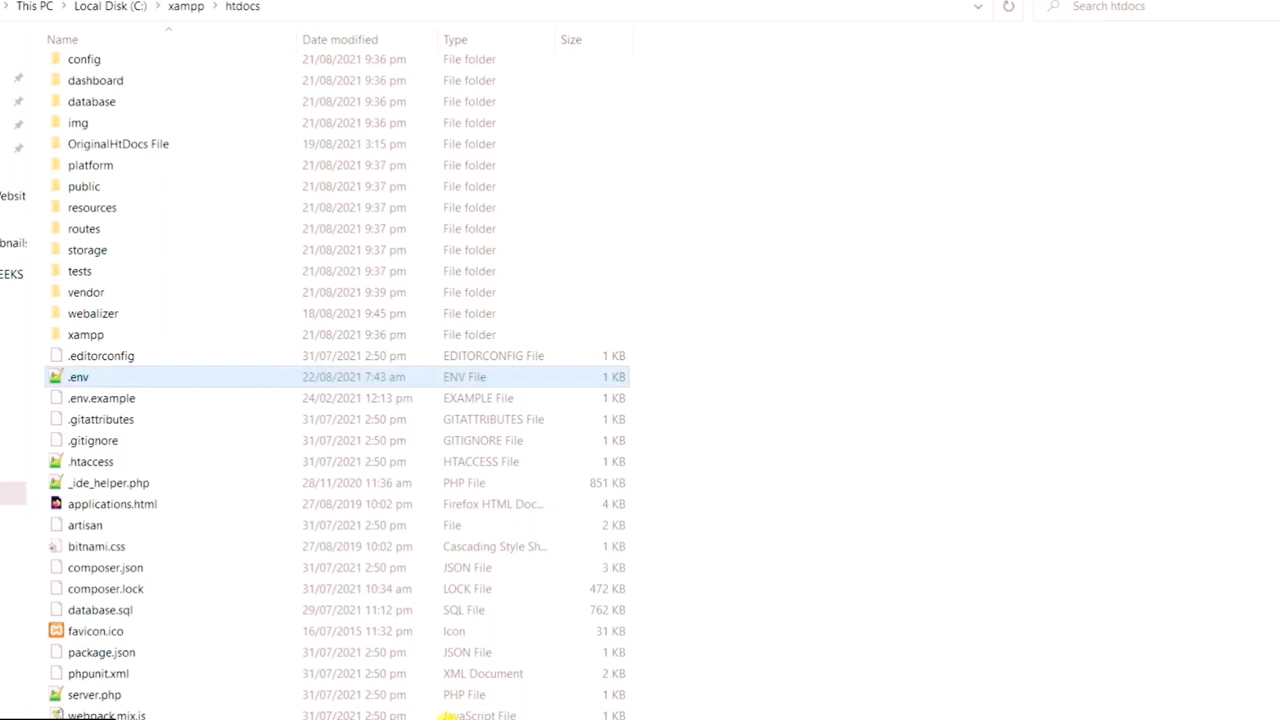 This PC > Local Disk (C:) > xampp > htdocs
Search htdocs
Name Date modified Type Size
config 21/08/2021 9:36 pm File folder
dashboard 21/08/2021 9:36 pm File folder
database 21/08/2021 9:36 pm File folder
img 21/08/2021 9:36 pm File folder
OriginalHtDocs File 19/08/2021 3:15 pm File folder
platform 21/08/2021 9:37 pm File folder
public 21/08/2021 9:37 pm File folder
Vebsit
resources 21/08/2021 9:37 pm File folder
routes 21/08/2021 9:37 pm File folder
bnails
storage 21/08/2021 9:37 pm File folder
EEKS
tests 21/08/2021 9:37 pm File folder
vendor 21/08/2021 9:39 pm File folder
webalizer 18/08/2021 9:45 pm File folder
xampp 21/08/2021 9:36 pm File folder
.editorconfig 31/07/2021 2:50 pm EDITORCONFIG File 1 KB
.env 22/08/2021 7:43 am ENV File 1 KB
.env.example 24/02/2021 12:13 pm EXAMPLE File 1 KB
.gitattributes 31/07/2021 2:50 pm GITATTRIBUTES File 1 KB
.gitignore 31/07/2021 2:50 pm GITIGNORE File 1 KB
.htaccess 31/07/2021 2:50 pm HTACCESS File 1 KB
_ide_helper.php 28/11/2020 11:36 am PHP File 851 KB
applications.html 27/08/2019 10:02 pm Firefox HTML Doc... 4 KB
artisan 31/07/2021 2:50 pm File 2 KB
bitnami.css 27/08/2019 10:02 pm Cascading Style Sh... 1 KB
composer.json 31/07/2021 2:50 pm JSON File 3 KB
composer.lock 31/07/2021 10:34 am LOCK File 472 KB
database.sql 29/07/2021 11:12 pm SQL File 762 KB
favicon.ico 16/07/2015 11:32 pm Icon 31 KB
package.json 31/07/2021 2:50 pm JSON File 1 KB
phpunit.xml 31/07/2021 2:50 pm XML Document 2 KB
server.php 31/07/2021 2:50 pm PHP File 1 KB
webpack.mix.js 31/07/2021 2:50 pm JavaScript File 1 KB